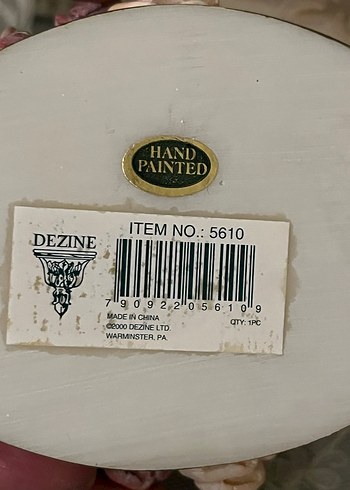 HAND
PAINTED
ITEM NO.: 5610
DEZINE
7 90922 05610 9
MADE IN CHINA
QTY: 1PC
©2000 DEZINE LTD.
WARMINSTER, PA.